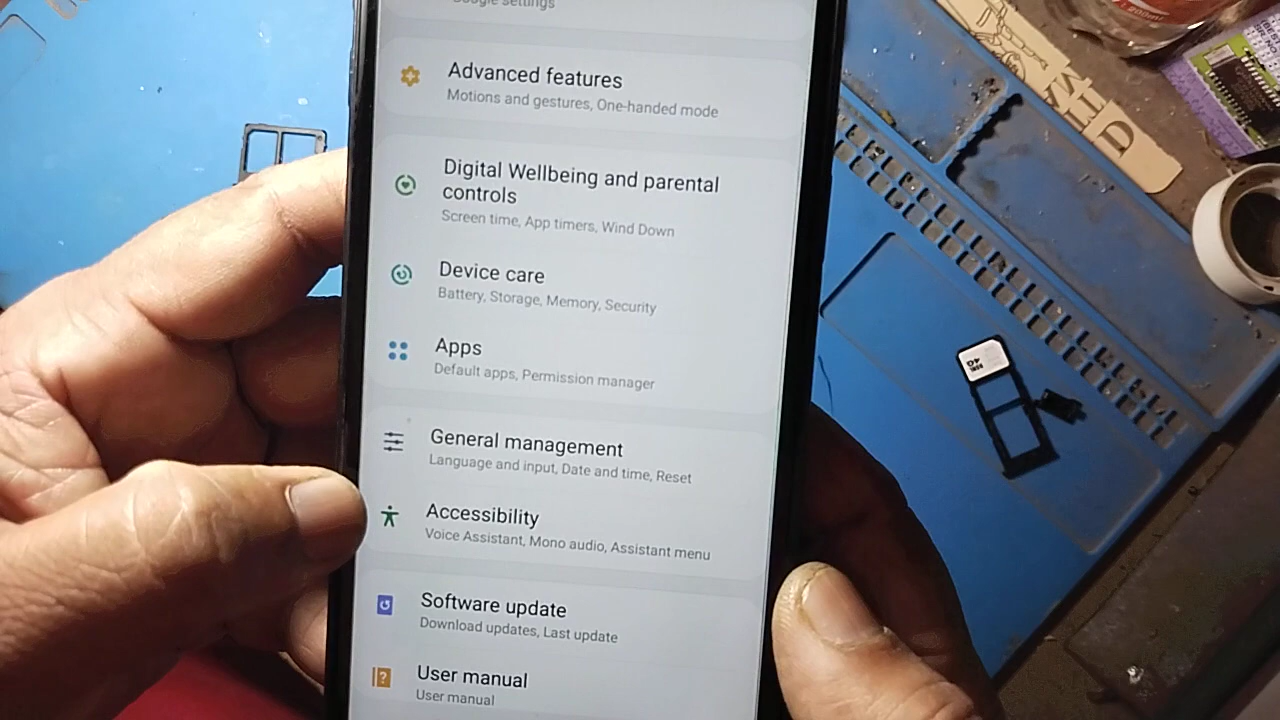 Google settings
Advanced features
Motions and gestures, One-handed mode
Digital Wellbeing and parental
controls
Screen time, App timers, Wind Down
Device care
Battery, Storage, Memory, Security
Apps
Default apps, Permission manager
General management
Language and input, Date and time, Reset
Accessibility
Voice Assistant, Mono audio, Assistant menu
Software update
Download updates, Last update
User manual
User manual
4G